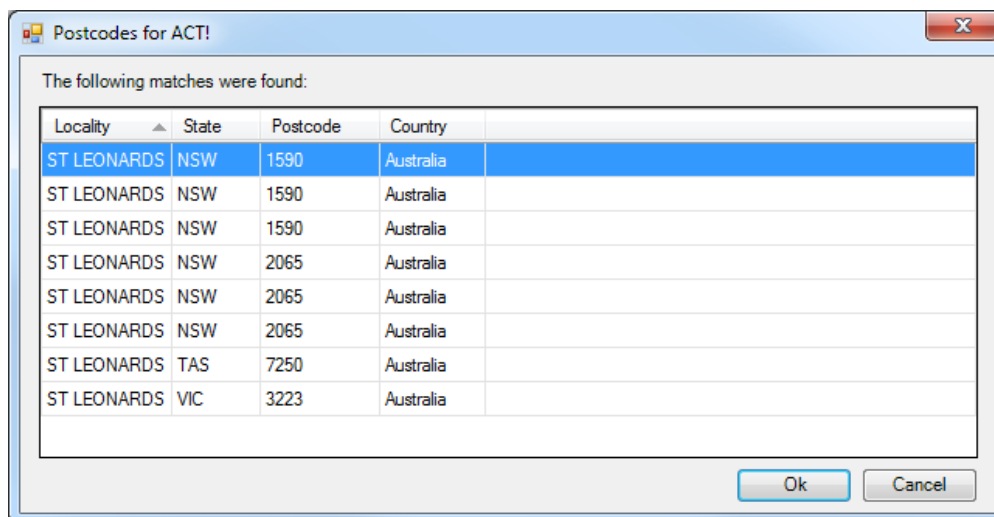 Postcodes for ACT!
The following matches were found:
Locality State Postcode Country
ST LEONARDS NSW 1590 Australia
ST LEONARDS NSW 1590 Australia
ST LEONARDS NSW 1590 Australia
ST LEONARDS NSW 2065 Australia
ST LEONARDS NSW 2065 Australia
ST LEONARDS NSW 2065 Australia
ST LEONARDS TAS 7250 Australia
ST LEONARDS VIC 3223 Australia
Ok Cancel